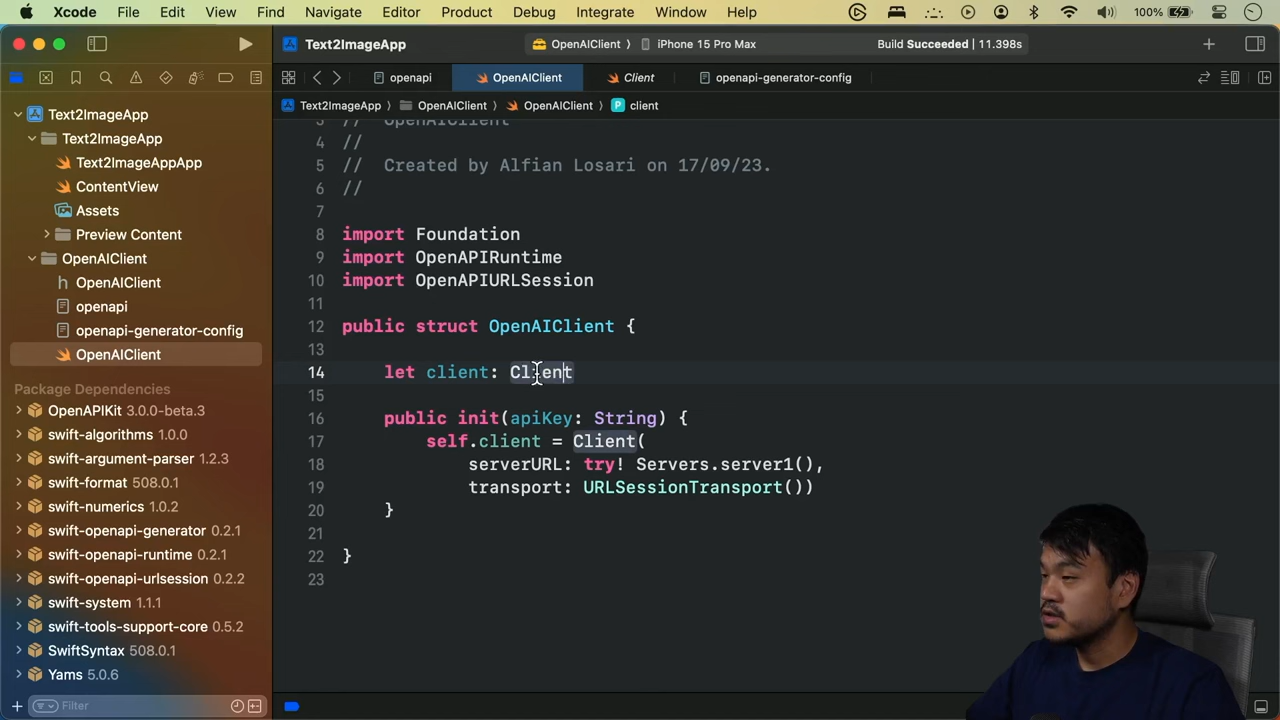 Xcode File Edit View Find Navigate Editor Product Debug Integrate Window Help 100%
Text2ImageApp OpenAIClient iPhone 15 Pro Max Build Succeeded | 11.398s
openapi OpenAIClient Client openapi-generator-config
Text2ImageApp OpenAIClient OpenAIClient P client
Text2ImageApp
Text2ImageApp
Text2ImageAppApp
ContentView
Assets
Preview Content
OpenAIClient
h OpenAIClient
openapi
openapi-generator-config
OpenAIClient
Package Dependencies
OpenAPIKit 3.0.0-beta.3
swift-algorithms 1.0.0
swift-argument-parser 1.2.3
swift-format 508.0.1
swift-numerics 1.0.2
swift-openapi-generator 0.2.1
swift-openapi-runtime 0.2.1
swift-openapi-urlsession 0.2.2
swift-system 1.1.1
swift-tools-support-core 0.5.2
SwiftSyntax 508.0.1
Yams 5.0.6
Filter
3 // OpenAIClient
4 //
5 // Created by Alfian Losari on 17/09/23.
6 //
7
8 import Foundation
9 import OpenAPIRuntime
10 import OpenAPIURLSession
11
12 public struct OpenAIClient {
13
14 let client: Client
15
16 public init(apiKey: String) {
17 self.client = Client(
18 serverURL: try! Servers.server1(),
19 transport: URLSessionTransport())
20 }
21
22 }
23